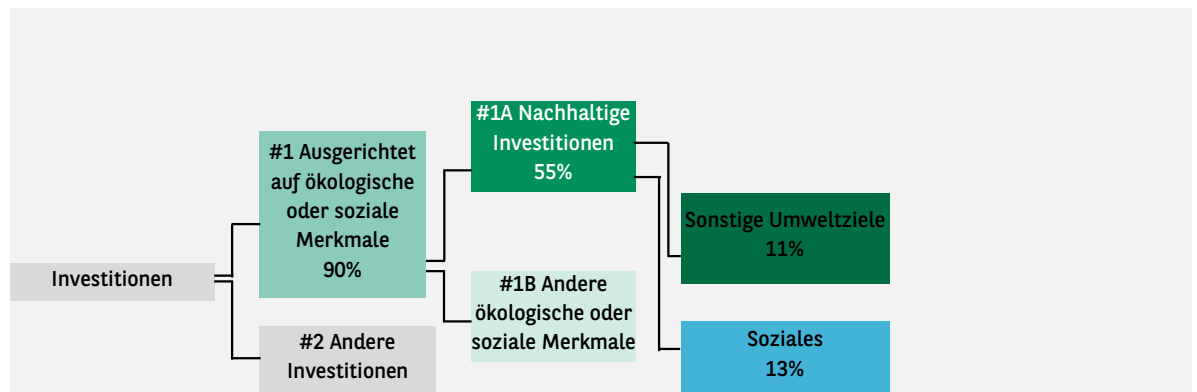 Investitionen
#1 Ausgerichtet
auf ökologische
oder soziale
Merkmale
90%
#2 Andere
Investitionen
#1A Nachhaltige
Investitionen
55%
#1B Andere
ökologische oder
soziale Merkmale
Sonstige Umweltziele
11%
Soziales
13%